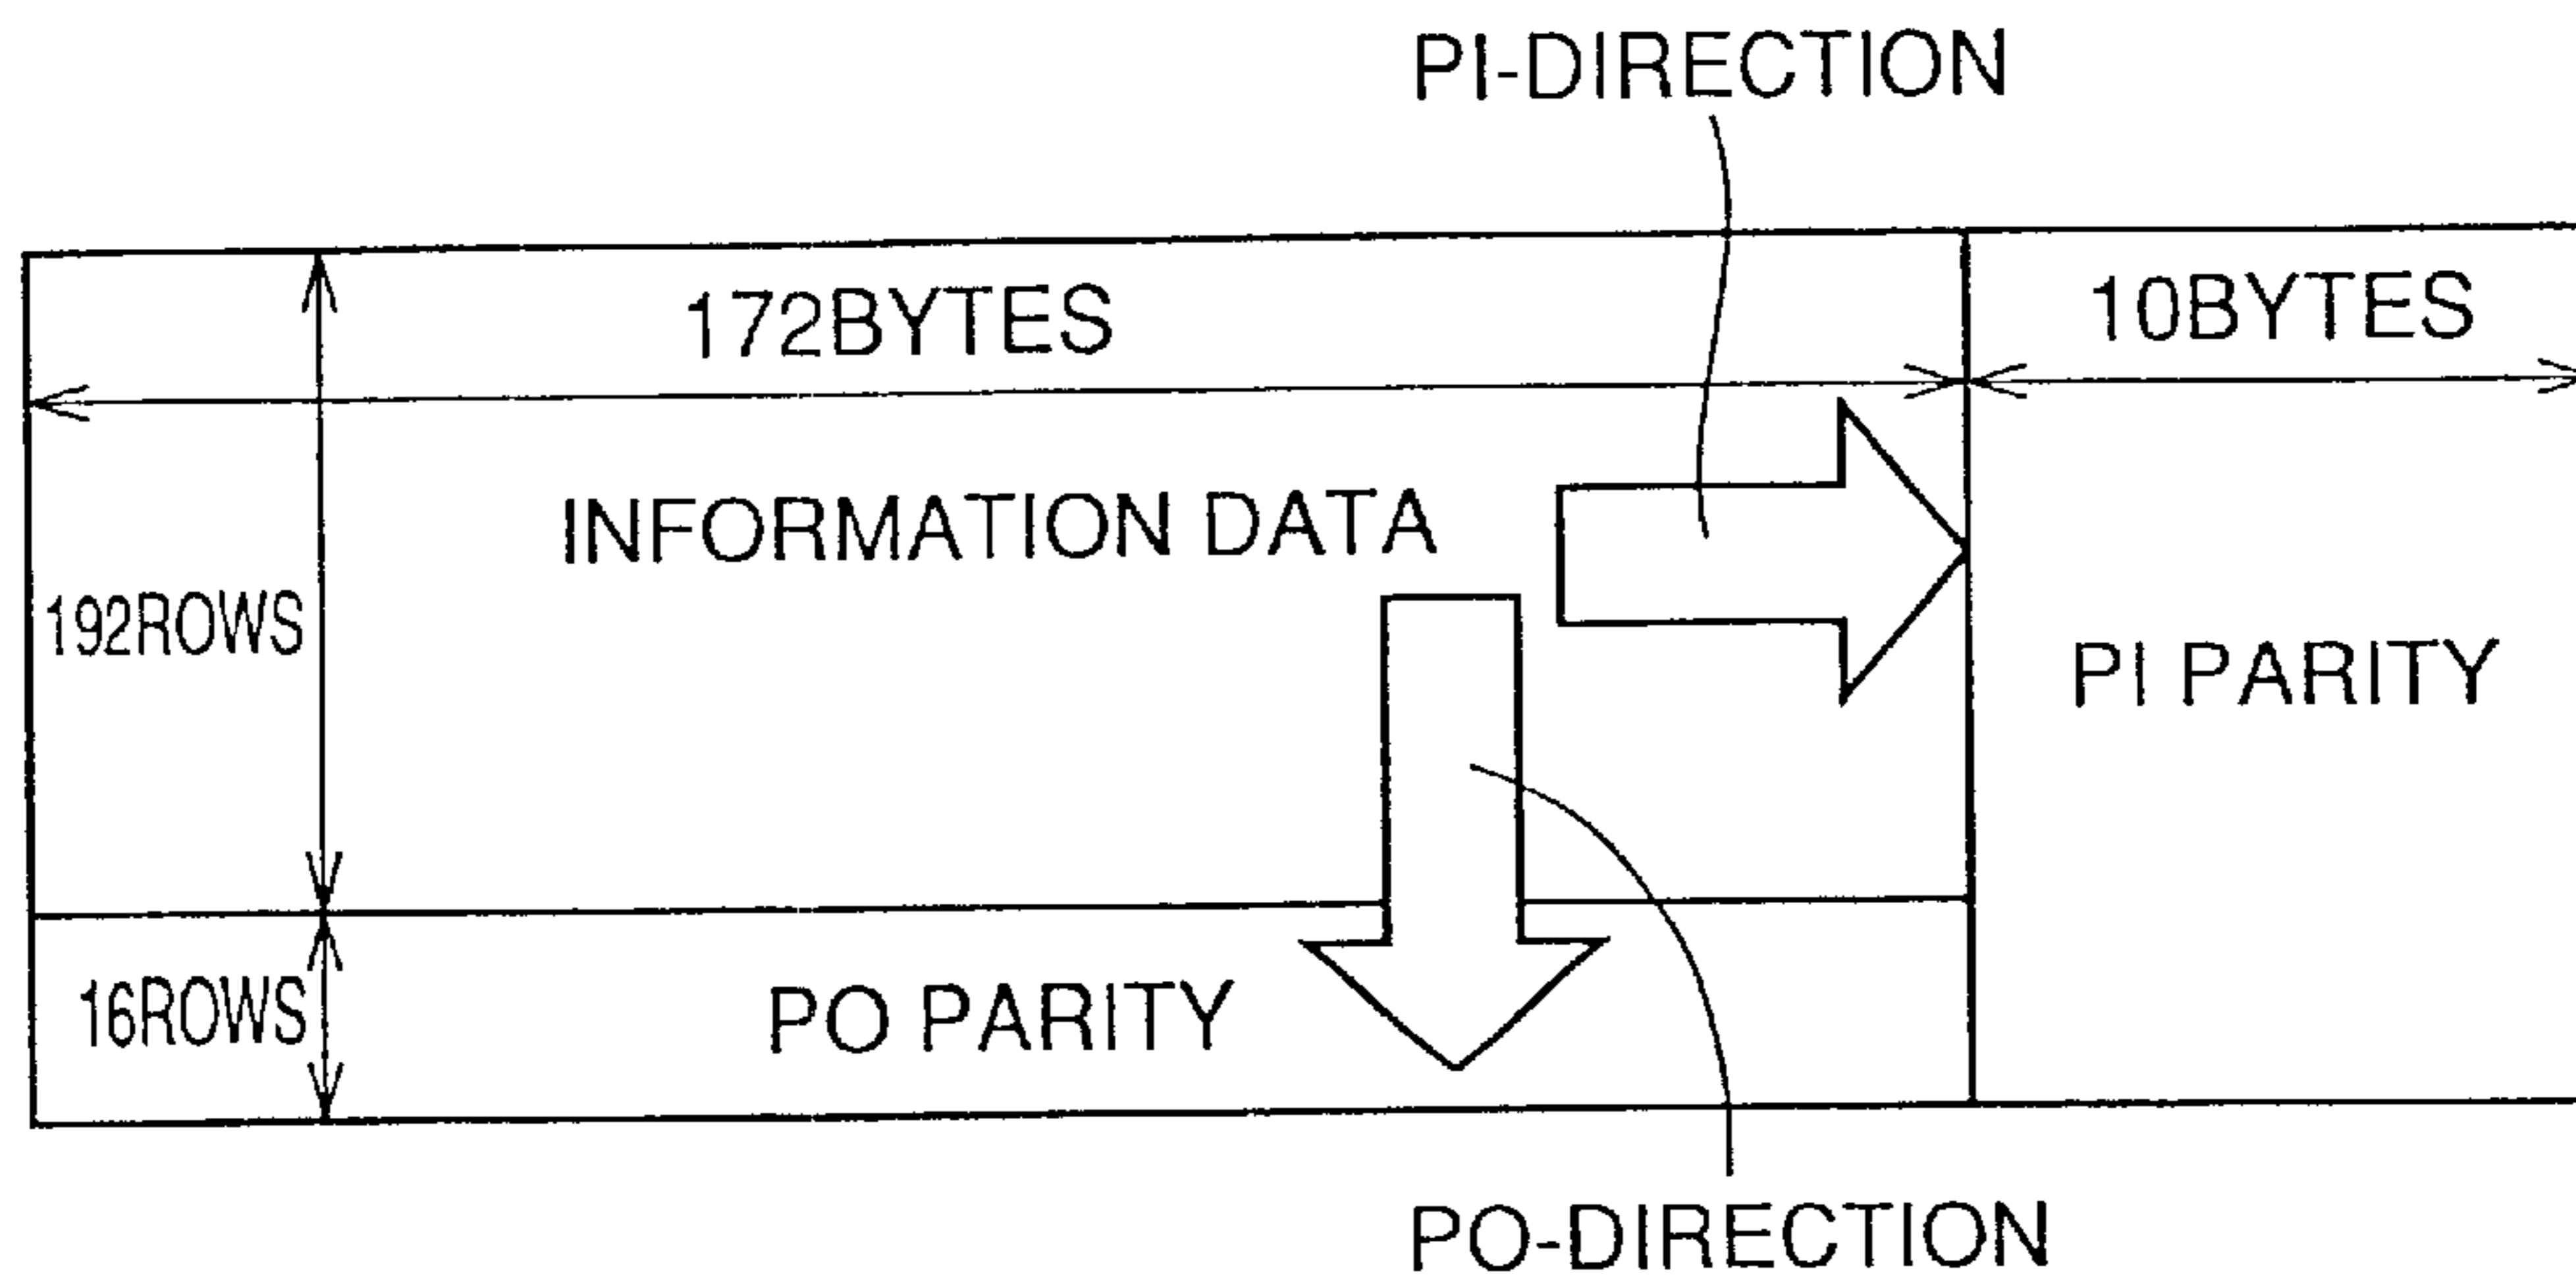 PI-DIRECTION
172BYTES
10BYTES
INFORMATION DATA
192ROWS
PI PARITY
16ROWS
PO PARITY
PO-DIRECTION